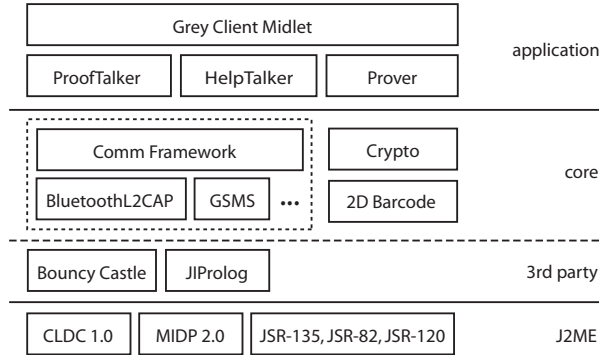 Grey Client Midlet
application
ProofTalker HelpTalker Prover
Comm Framework Crypto
core
BluetoothL2CAP GSMS ... 2D Barcode
Bouncy Castle JIProlog 3rd party
CLDC 1.0 MIDP 2.0 JSR-135, JSR-82, JSR-120 J2ME